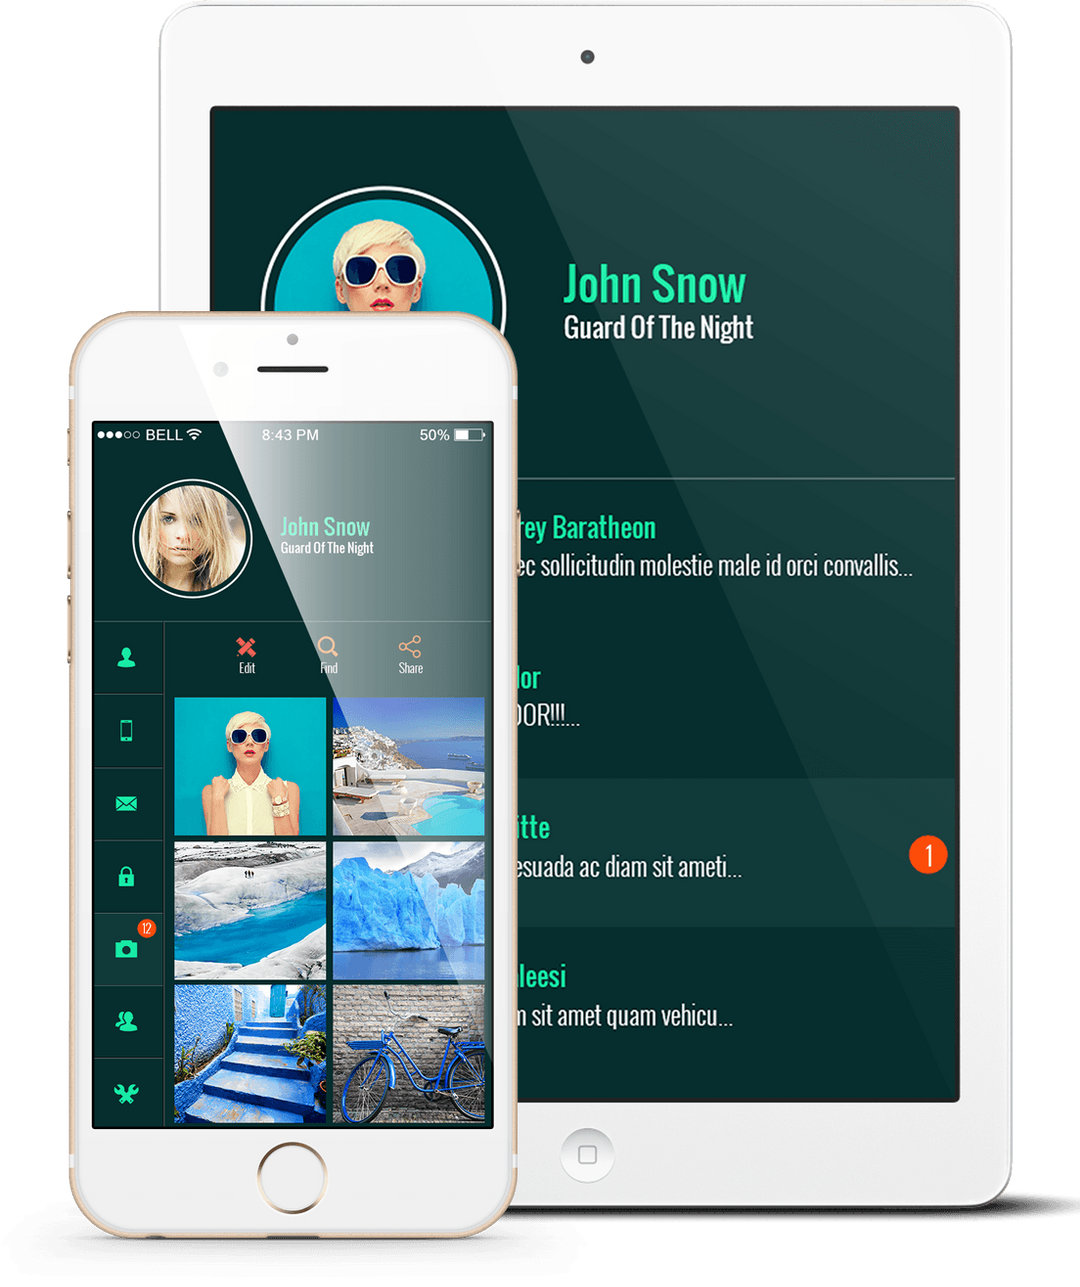 John Snow
Guard Of The Night
BELL 8:43 PM 50%
John Snow
Guard Of The Night
Edit Find Share
12
rey Baratheon
ec sollicitudin molestie male id orci convallis...
lor
OOR!!!...
itte
esuada ac diam sit ameti...
1
leesi
m sit amet quam vehicu...